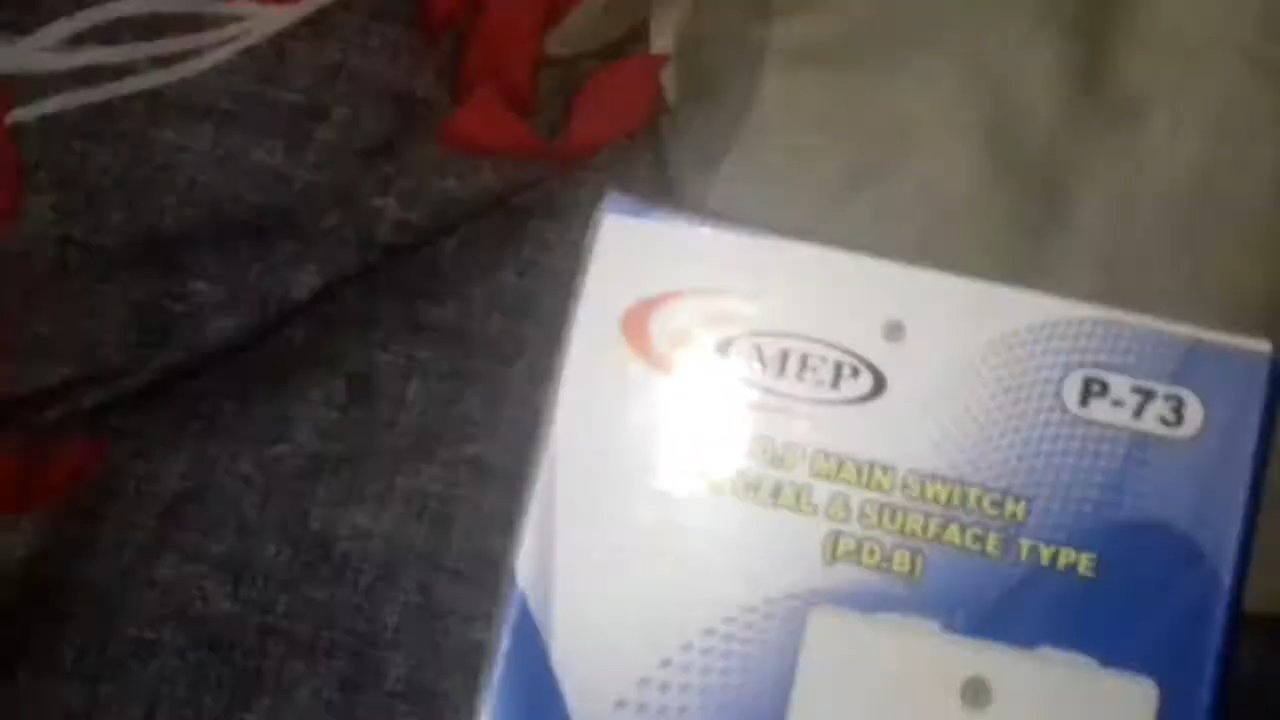 MEP
P-73
MAIN SWITCH
& SURFACE TYPE
(P.D.B)